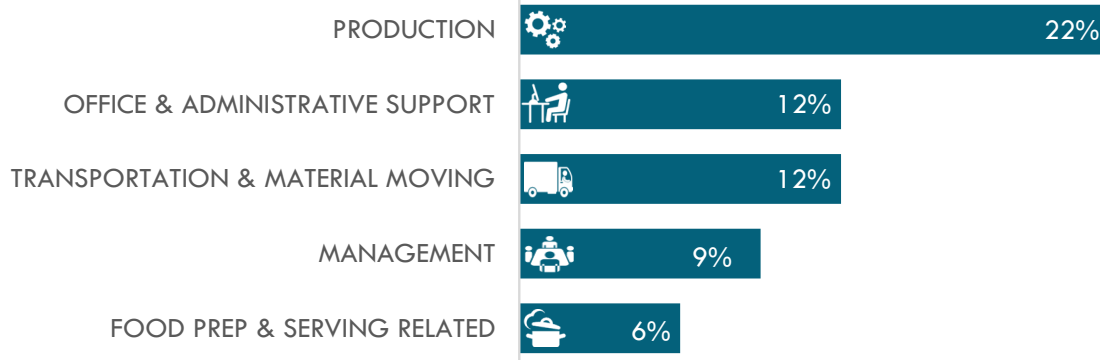 PRODUCTION 22%
OFFICE & ADMINISTRATIVE SUPPORT 12%
TRANSPORTATION & MATERIAL MOVING 12%
MANAGEMENT 9%
FOOD PREP & SERVING RELATED 6%